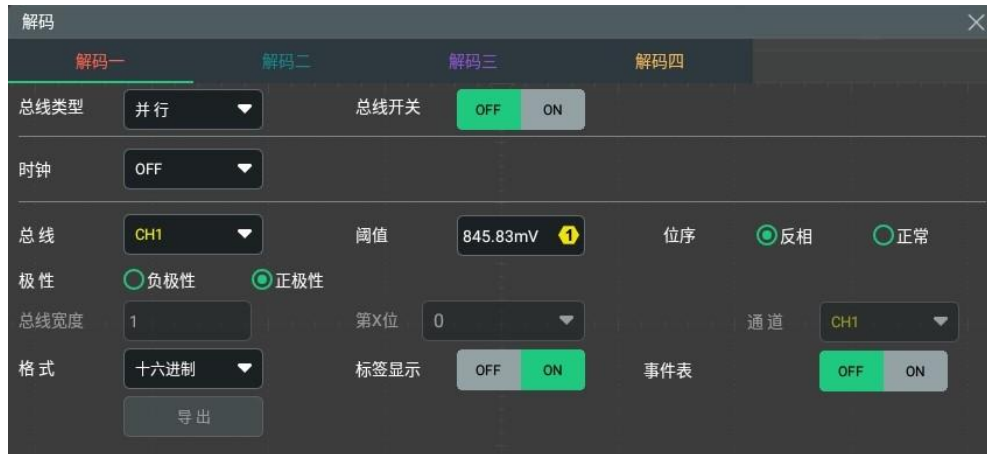 解码
解码一 解码二 解码三 解码四
总线类型 并行 总线开关 OFF ON
时钟 OFF
总线 CH1 阈值 845.83mV 1 位序 反相 正常
极性 负极性 正极性
总线宽度 1 第X位 0 通道 CH1
格式 十六进制 标签显示 OFF ON 事件表 OFF ON
导出